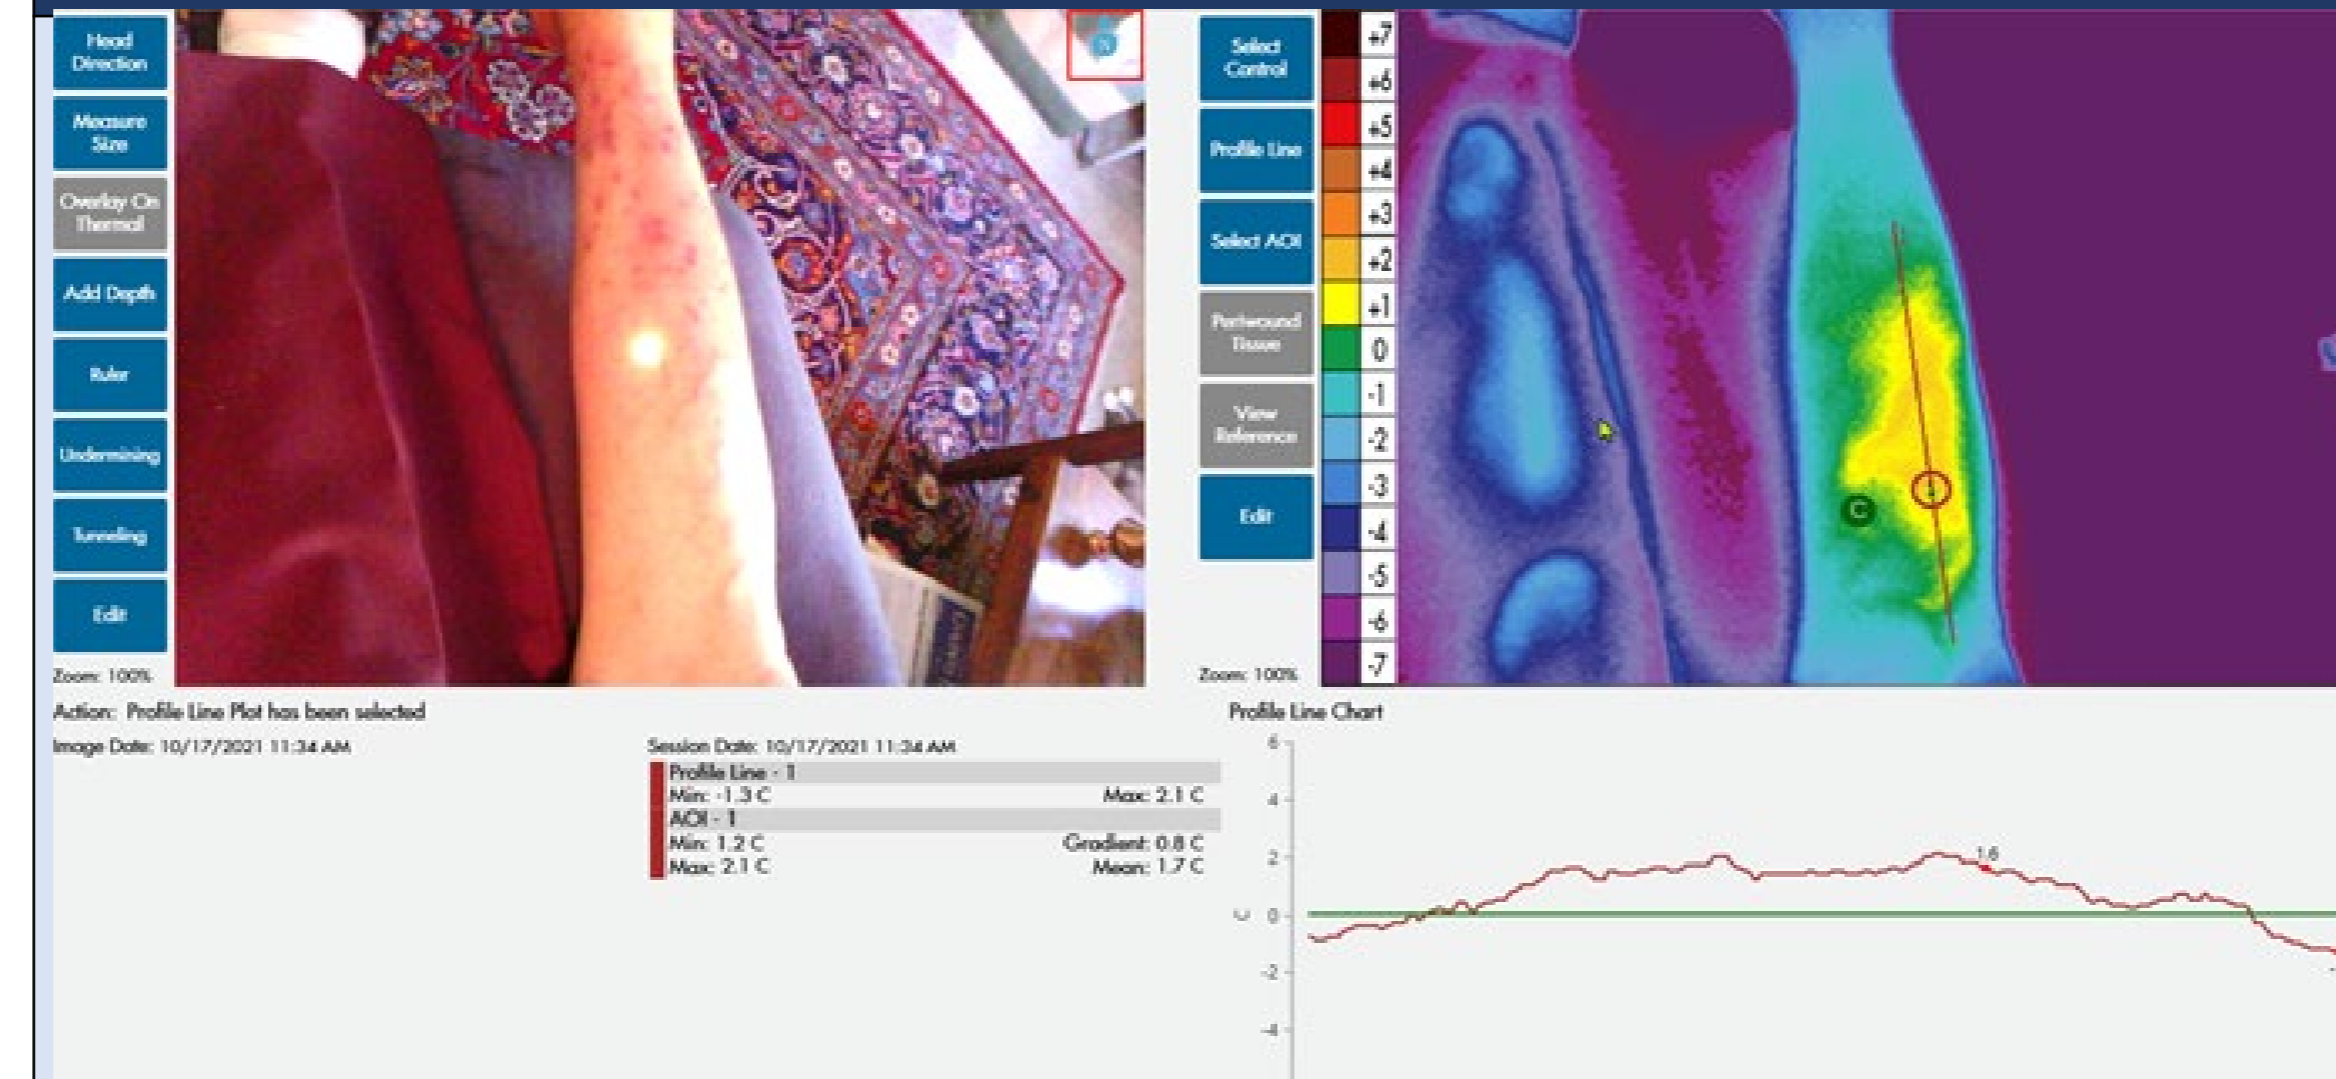 Head
Direction
Measure
Size
Overlay On
Thermal
Add Depth
Ruler
Undermining
Tunneling
Edit
Zoom: 100%
N
Select
Control
Profile Line
Select AOI
Periwound
Tissue
View
Reference
Edit
Zoom: 100%
+7
+6
+5
+4
+3
+2
+1
0
-1
-2
-3
-4
-5
-6
-7
C
1
Action: Profile Line Plot has been selected
Image Date: 10/17/2021 11:34 AM
Session Date: 10/17/2021 11:34 AM
Profile Line - 1
Min: -1.3 C Max: 2.1 C
AOI - 1
Min: 1.2 C Gradient: 0.8 C
Max: 2.1 C Mean: 1.7 C
Profile Line Chart
6
4
2
0
-2
-4
C
1.6